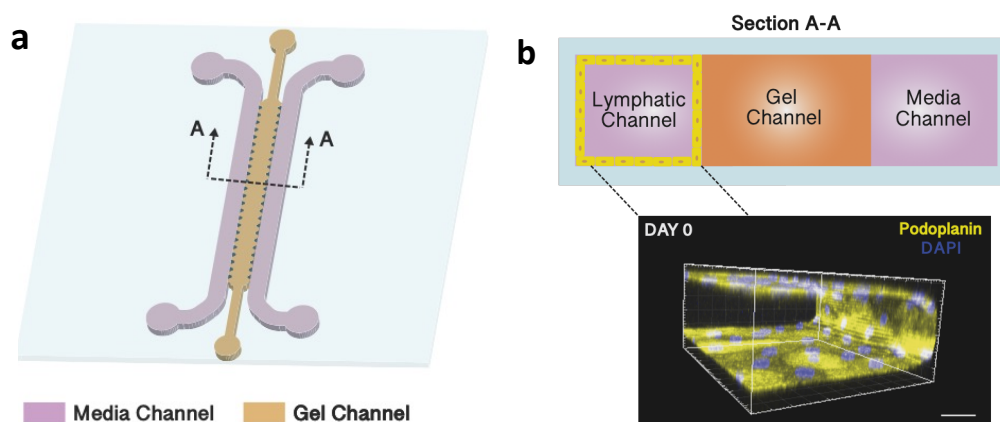 a
A
A
Media Channel
Gel Channel
b
Section A-A
Lymphatic
Channel
Gel
Channel
Media
Channel
DAY 0
Podoplanin
DAPI